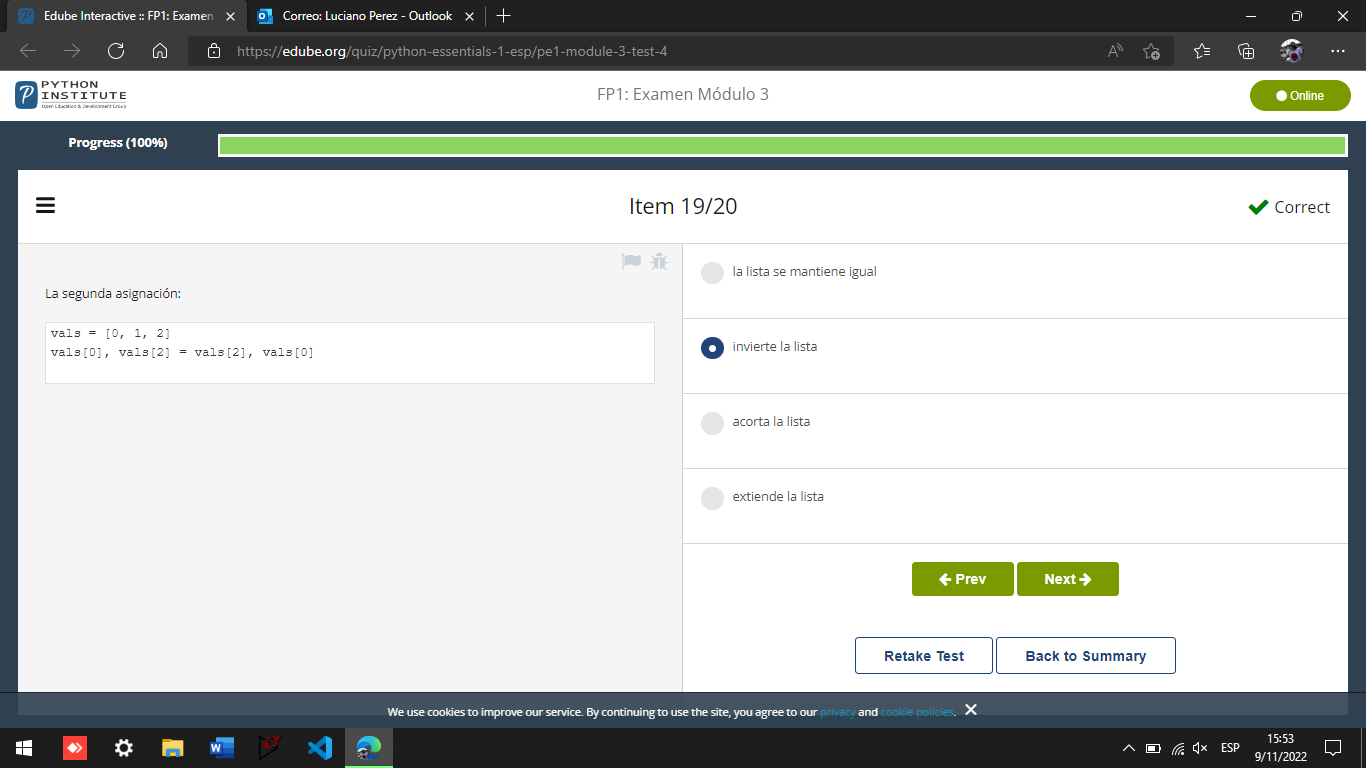 Edube Interactive :: FP1: Examen
Correo: Luciano Perez - Outlook
https://edube.org/quiz/python-essentials-1-esp/pe1-module-3-test-4
PYTHON
INSTITUTE
Open Education & Development Group
FP1: Examen Módulo 3
Online
Progress (100%)
Item 19/20
Correct
La segunda asignación:
vals = [0, 1, 2]
vals[0], vals[2] = vals[2], vals[0]
la lista se mantiene igual
invierte la lista
acorta la lista
extiende la lista
Prev
Next
Retake Test
Back to Summary
We use cookies to improve our service. By continuing to use the site, you agree to our privacy and cookie policies.
ESP
15:53
9/11/2022